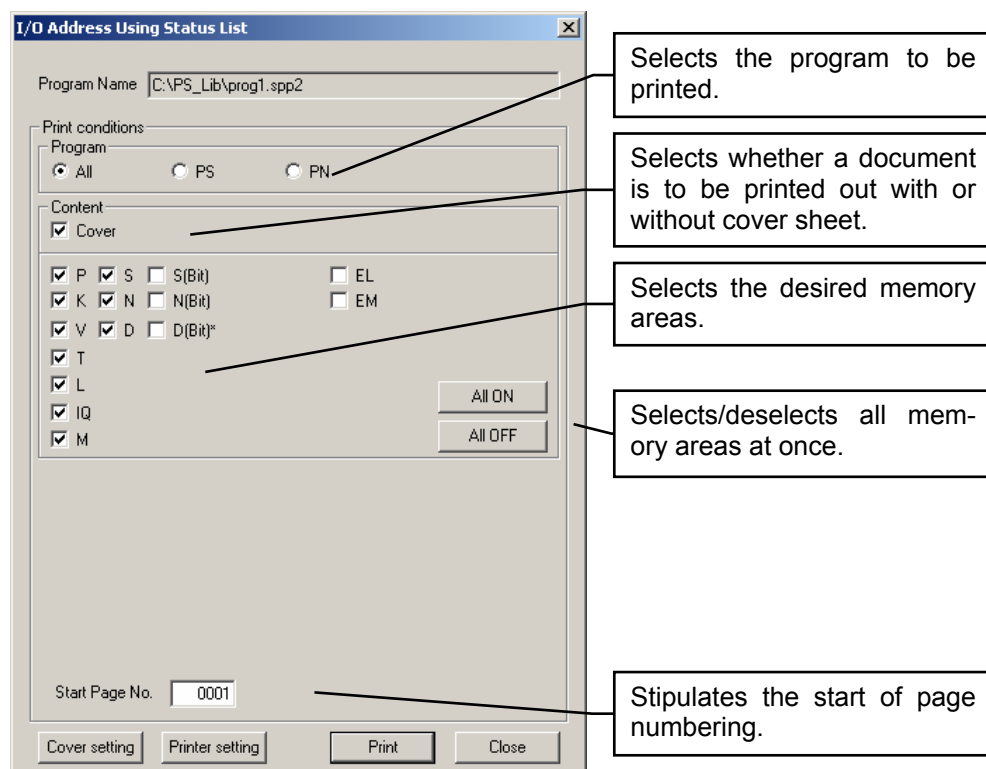 I/O Address Using Status List
Program Name C:\PS_Lib\prog1.spp2
Print conditions
Program
All PS PN
Content
Cover
P S S(Bit) EL
K N N(Bit) EM
V D D(Bit)*
T
L
IQ
M
All ON
All OFF
Start Page No. 0001
Cover setting Printer setting Print Close
Selects the program to be
printed.
Selects whether a document
is to be printed out with or
without cover sheet.
Selects the desired memory
areas.
Selects/deselects all mem-
ory areas at once.
Stipulates the start of page
numbering.